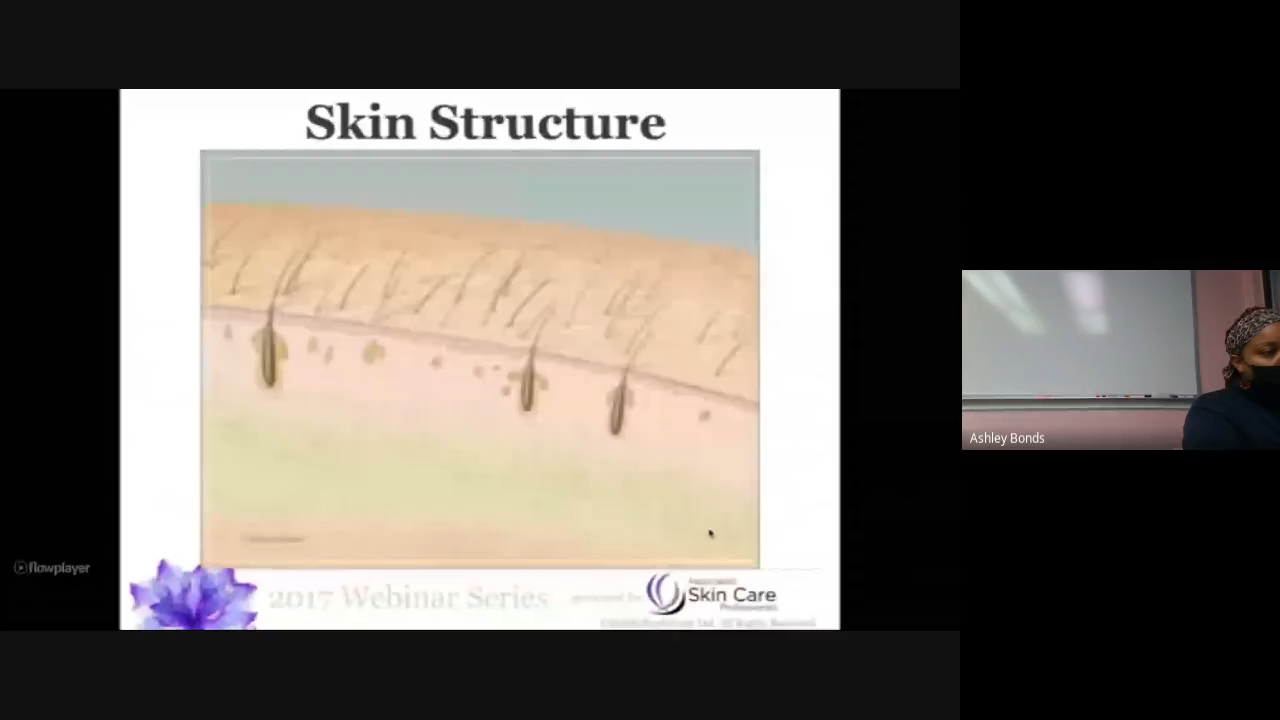 Skin Structure
flowplayer
2017 Webinar Series
Skin Care
Ashley Bonds